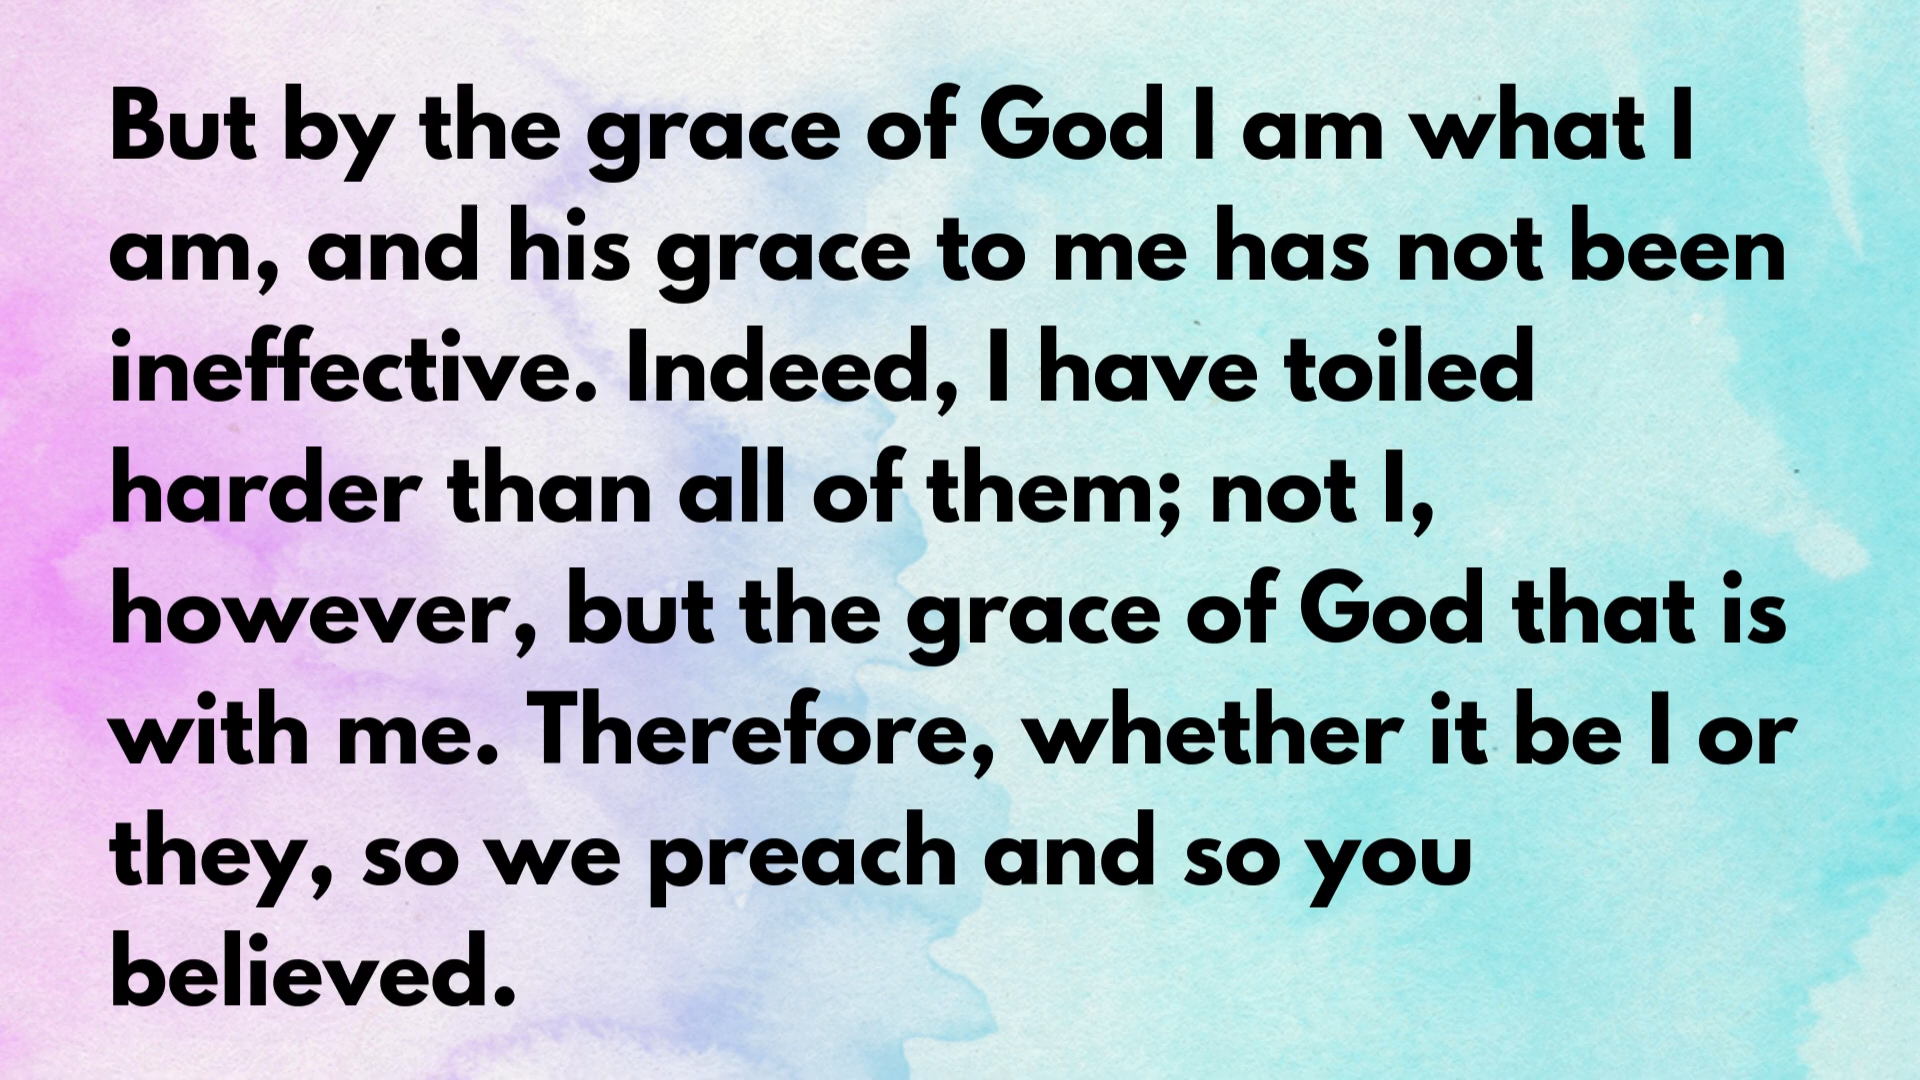 But by the grace of God I am what I
am, and his grace to me has not been
ineffective. Indeed, I have toiled
harder than all of them; not I,
however, but the grace of God that is
with me. Therefore, whether it be I or
they, so we preach and so you
believed.